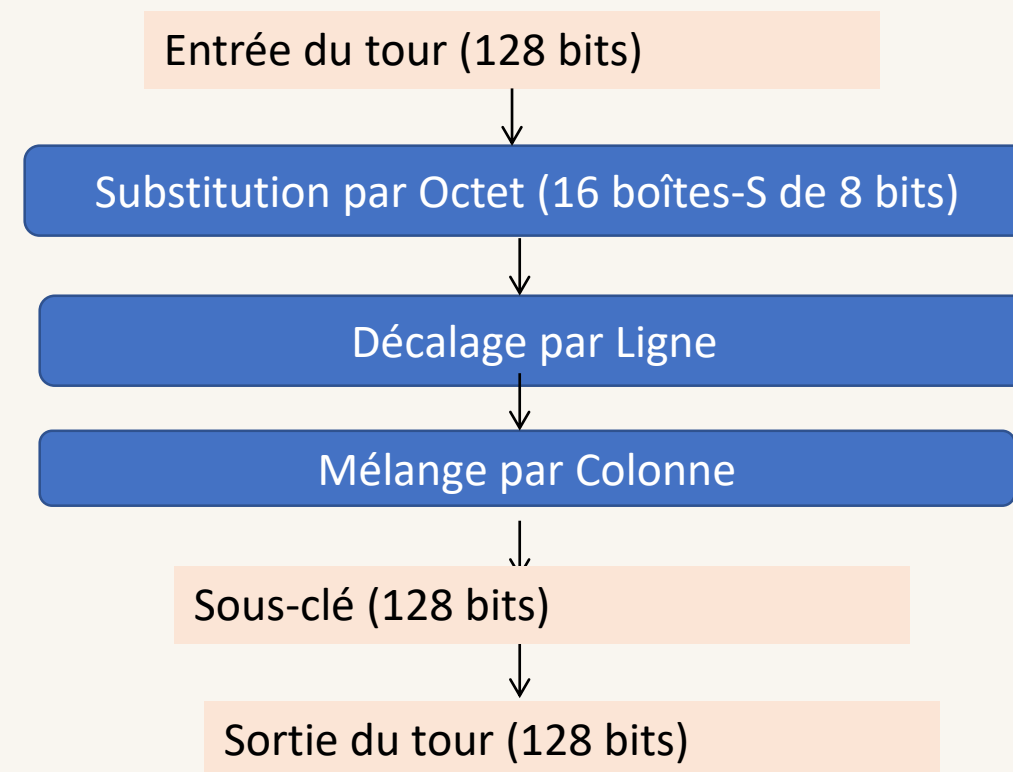 Entrée du tour (128 bits)
Substitution par Octet (16 boîtes-S de 8 bits)
Décalage par Ligne
Mélange par Colonne
Sous-clé (128 bits)
Sortie du tour (128 bits)